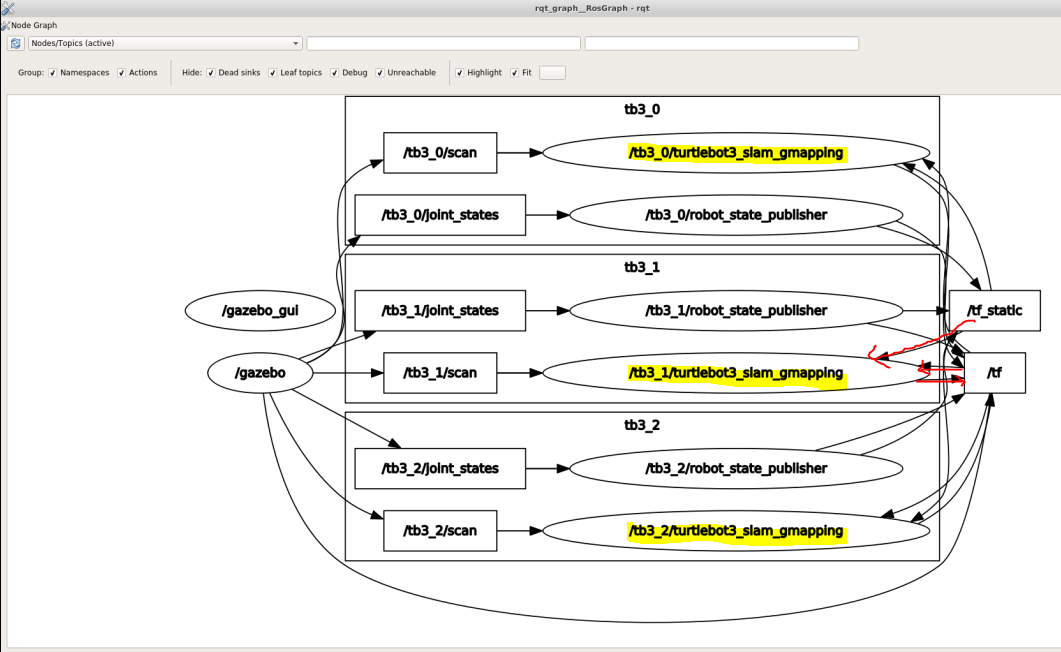 rqt_graph__RosGraph - rqt
Node Graph
Nodes/Topics (active)
Group: Namespaces Actions Hide: Dead sinks Leaf topics Debug Unreachable Highlight Fit
tb3_0
/tb3_0/scan /tb3_0/turtlebot3_slam_gmapping
/tb3_0/joint_states /tb3_0/robot_state_publisher
tb3_1
/gazebo_gui /tb3_1/joint_states /tb3_1/robot_state_publisher /tf_static
/gazebo /tb3_1/scan /tb3_1/turtlebot3_slam_gmapping /tf
tb3_2
/tb3_2/joint_states /tb3_2/robot_state_publisher
/tb3_2/scan /tb3_2/turtlebot3_slam_gmapping